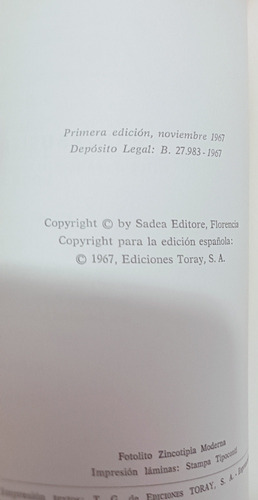 Primera edición, noviembre 1967
Depósito Legal: B. 27.983-1967
Copyright © by Sadea Editore, Florencia
Copyright para la edición española:
© 1967, Ediciones Toray, S. A.
Fotolito Zincotipia Moderna
Impresión láminas: Stampa
T. G. de EDICIONES TORAY, S. A. -